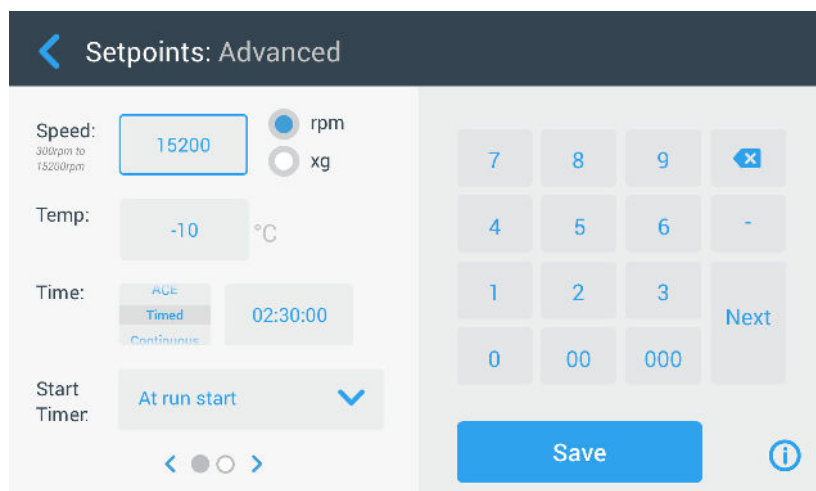 Setpoints: Advanced
Speed:
300rpm to
15200rpm
15200
rpm
xg
Temp:
-10
°C
Time:
ACE
Timed
Continuous
02:30:00
Start
Timer:
At run start
7 8 9
4 5 6 -
1 2 3
Next
0 00 000
Save